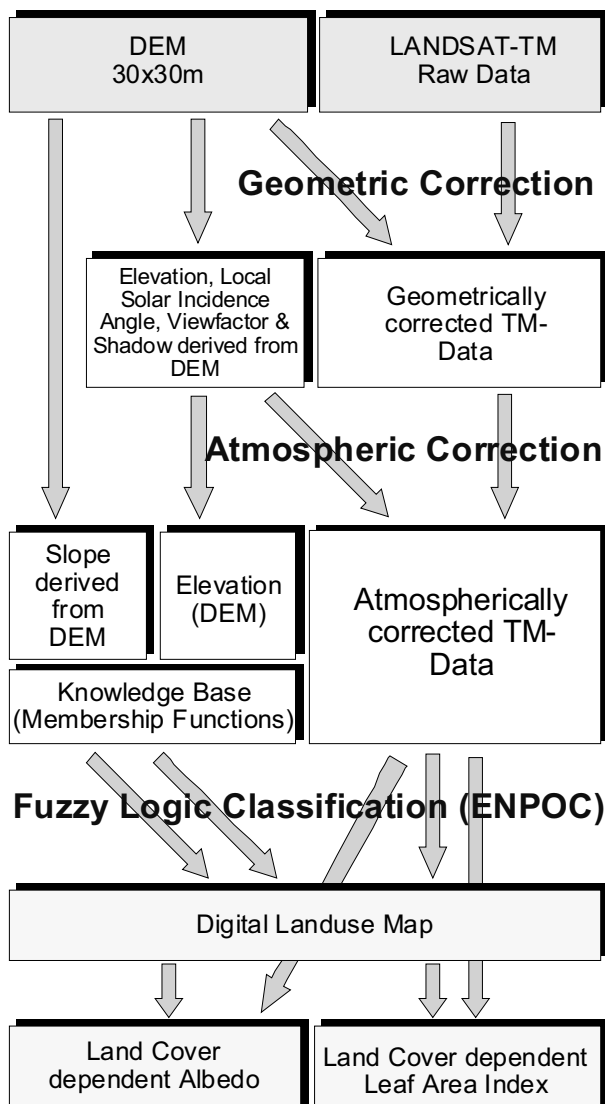 DEM
30x30m
LANDSAT-TM
Raw Data
Geometric Correction
Elevation, Local
Solar Incidence
Angle, Viewfactor &
Shadow derived from
DEM
Geometrically
corrected TM-
Data
Atmospheric Correction
Slope
derived
from
DEM
Elevation
(DEM)
Atmospherically
corrected TM-
Data
Knowledge Base
(Membership Functions)
Fuzzy Logic Classification (ENPOC)
Digital Landuse Map
Land Cover
dependent Albedo
Land Cover dependent
Leaf Area Index